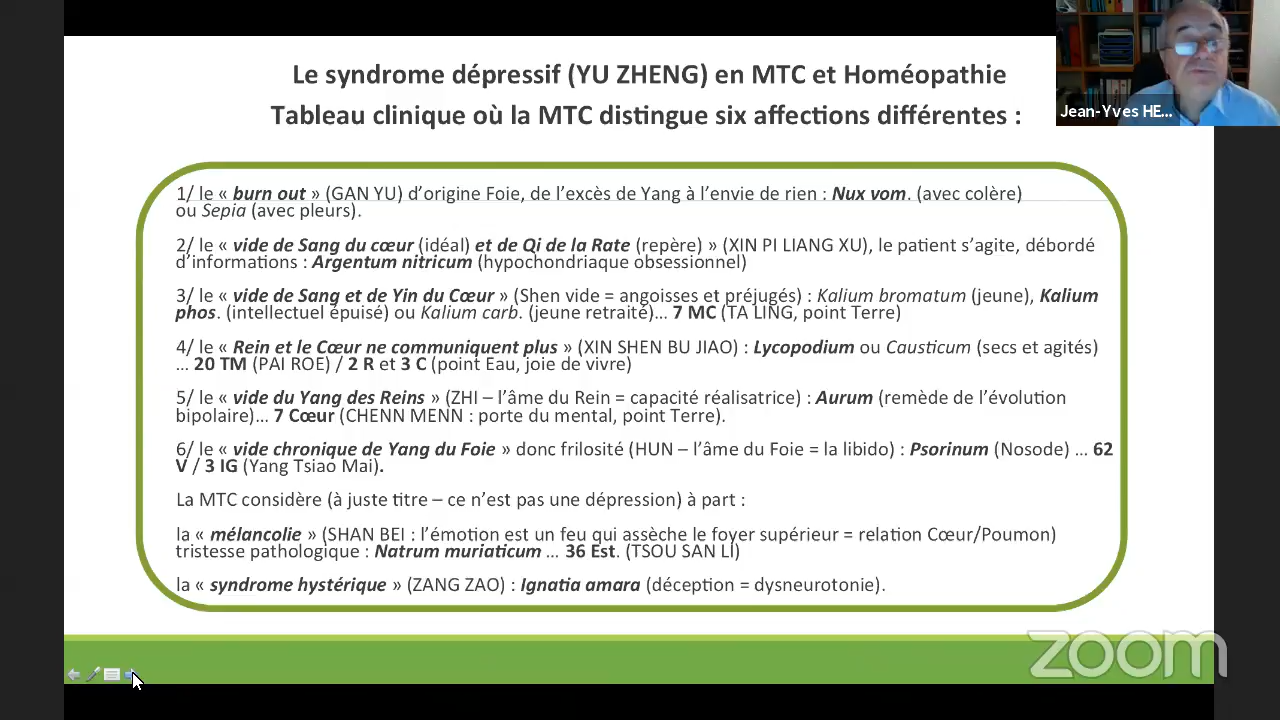 Le syndrome dépressif (YU ZHENG) en MTC et Homéopathie
Tableau clinique où la MTC distingue six affections différentes :
Jean-Yves HE...
1/ le « burn out » (GAN YU) d’origine Foie, de l’excès de Yang à l’envie de rien : Nux vom. (avec colère)
ou Sepia (avec pleurs).
2/ le « vide de Sang du cœur (idéal) et de Qi de la Rate (repère) » (XIN PI LIANG XU), le patient s’agite, débordé
d’informations : Argentum nitricum (hypochondriaque obsessionnel)
3/ le « vide de Sang et de Yin du Cœur » (Shen vide = angoisses et préjugés) : Kalium bromatum (jeune), Kalium
phos. (intellectuel épuisé) ou Kalium carb. (jeune retraité)... 7 MC (TA LING, point Terre)
4/ le « Rein et le Cœur ne communiquent plus » (XIN SHEN BU JIAO) : Lycopodium ou Causticum (secs et agités)
... 20 TM (PAI ROE) / 2 R et 3 C (point Eau, joie de vivre)
5/ le « vide du Yang des Reins » (ZHI – l’âme du Rein = capacité réalisatrice) : Aurum (remède de l’évolution
bipolaire)... 7 Cœur (CHENN MENN : porte du mental, point Terre).
6/ le « vide chronique de Yang du Foie » donc frilosité (HUN – l’âme du Foie = la libido) : Psorinum (Nosode) ... 62
V / 3 IG (Yang Tsiao Mai).
La MTC considère (à juste titre – ce n’est pas une dépression) à part :
la « mélancolie » (SHAN BEI : l’émotion est un feu qui assèche le foyer supérieur = relation Cœur/Poumon)
tristesse pathologique : Natrum muriaticum ... 36 Est. (TSOU SAN LI)
la « syndrome hystérique » (ZANG ZAO) : Ignatia amara (déception = dysneurotonie).
zoom